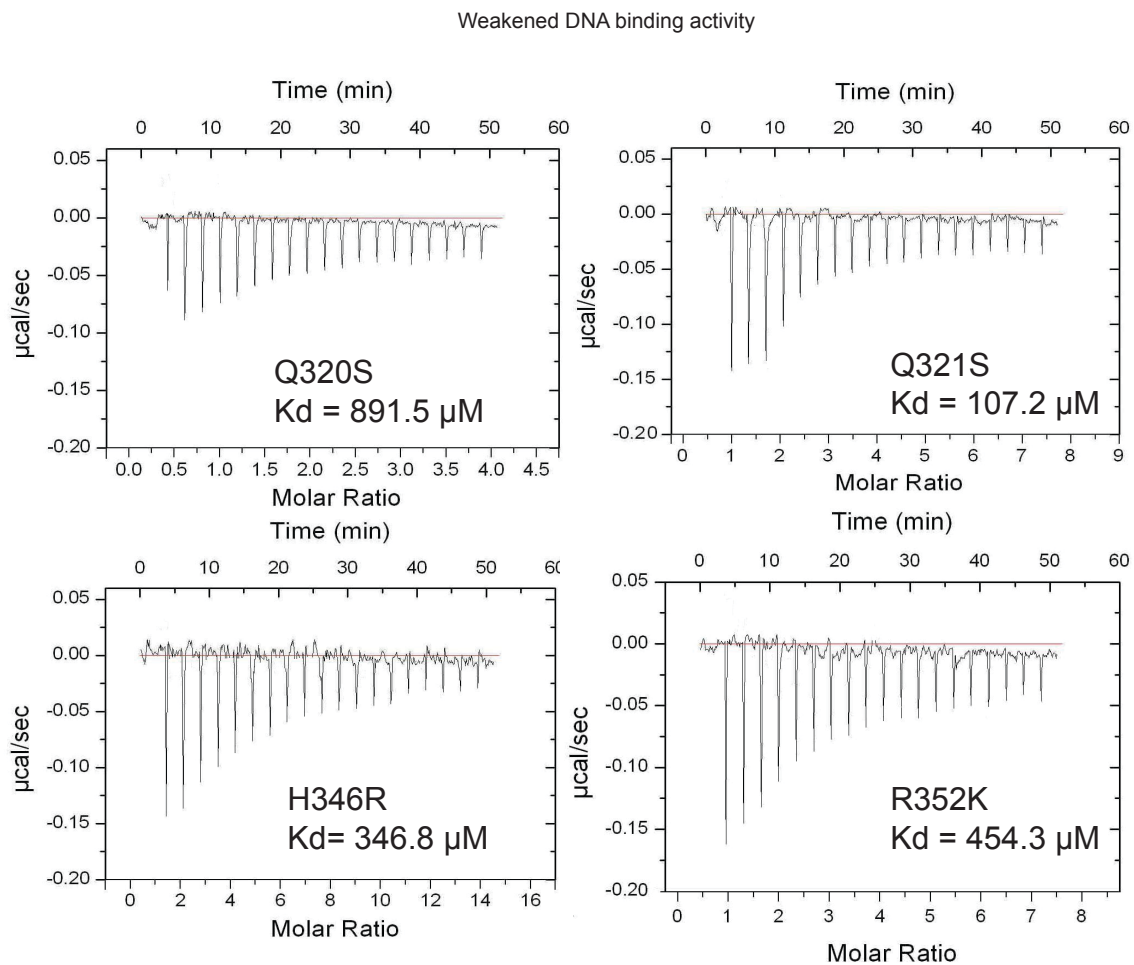 Weakened DNA binding activity
Time (min)
0 10 20 30 40 50 60
0.05
0.00
-0.05
-0.10
-0.15
-0.20
µcal/sec
Q320S
Kd = 891.5 µM
0.0 0.5 1.0 1.5 2.0 2.5 3.0 3.5 4.0 4.5
Molar Ratio
Time (min)
0 10 20 30 40 50 60
0.05
0.00
-0.05
-0.10
-0.15
-0.20
µcal/sec
Q321S
Kd = 107.2 µM
0 1 2 3 4 5 6 7 8 9
Molar Ratio
Time (min)
0 10 20 30 40 50 60
0.05
0.00
-0.05
-0.10
-0.15
-0.20
µcal/sec
H346R
Kd= 346.8 µM
0 2 4 6 8 10 12 14 16
Molar Ratio
Time (min)
0 10 20 30 40 50 60
0.05
0.00
-0.05
-0.10
-0.15
-0.20
µcal/sec
R352K
Kd = 454.3 µM
0 1 2 3 4 5 6 7 8
Molar Ratio